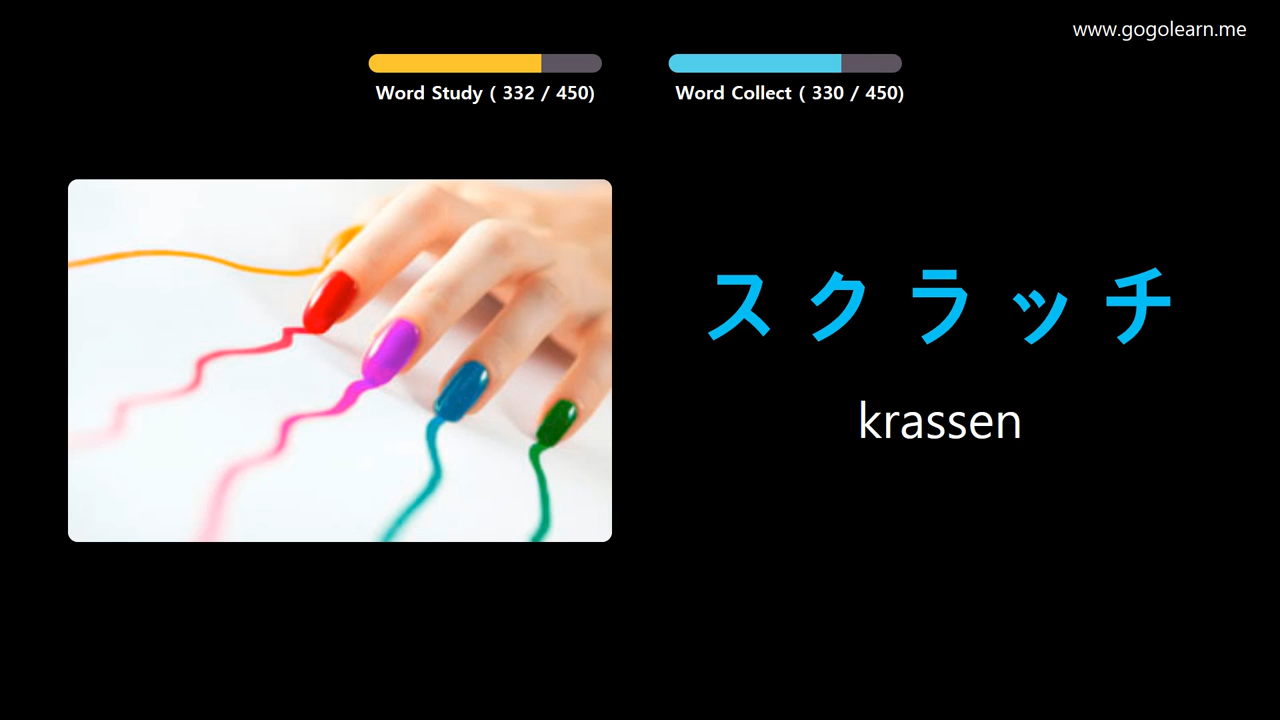 www.gogolearn.me
Word Study ( 332 / 450)
Word Collect ( 330 / 450)
スクラッチ
krassen